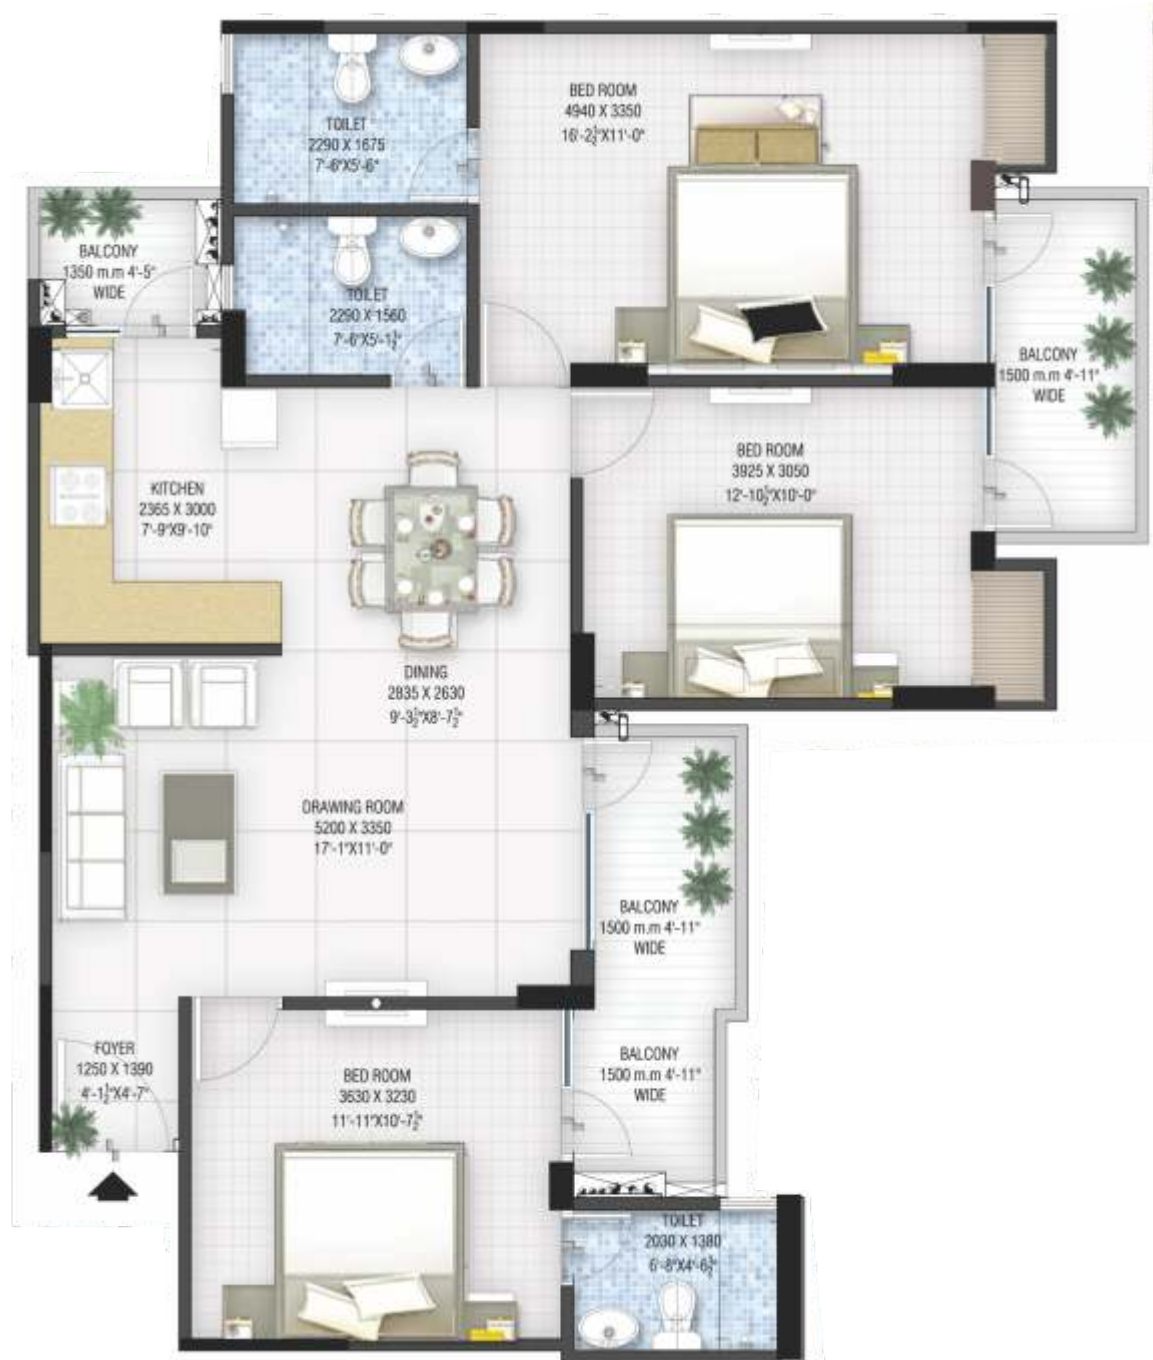 BED ROOM
4940 X 3350
16'-2½"X11'-0"
TOILET
2290 X 1675
7'-6"X5'-6"
BALCONY
1350 m.m 4'-5"
WIDE
TOILET
2290 X 1560
7'-6"X5'-1½"
BALCONY
1500 m.m 4'-11"
WIDE
BED ROOM
3925 X 3050
12'-10½"X10'-0"
KITCHEN
2365 X 3000
7'-9"X9'-10"
DINING
2835 X 2630
9'-3½"X8'-7½"
DRAWING ROOM
5200 X 3350
17'-1"X11'-0"
BALCONY
1500 m.m 4'-11"
WIDE
FOYER
1250 X 1390
4'-1½"X4'-7"
BALCONY
1500 m.m 4'-11"
WIDE
BED ROOM
3630 X 3230
11'-11"X10'-7½"
TOILET
2030 X 1380
6'-8"X4'-6½"